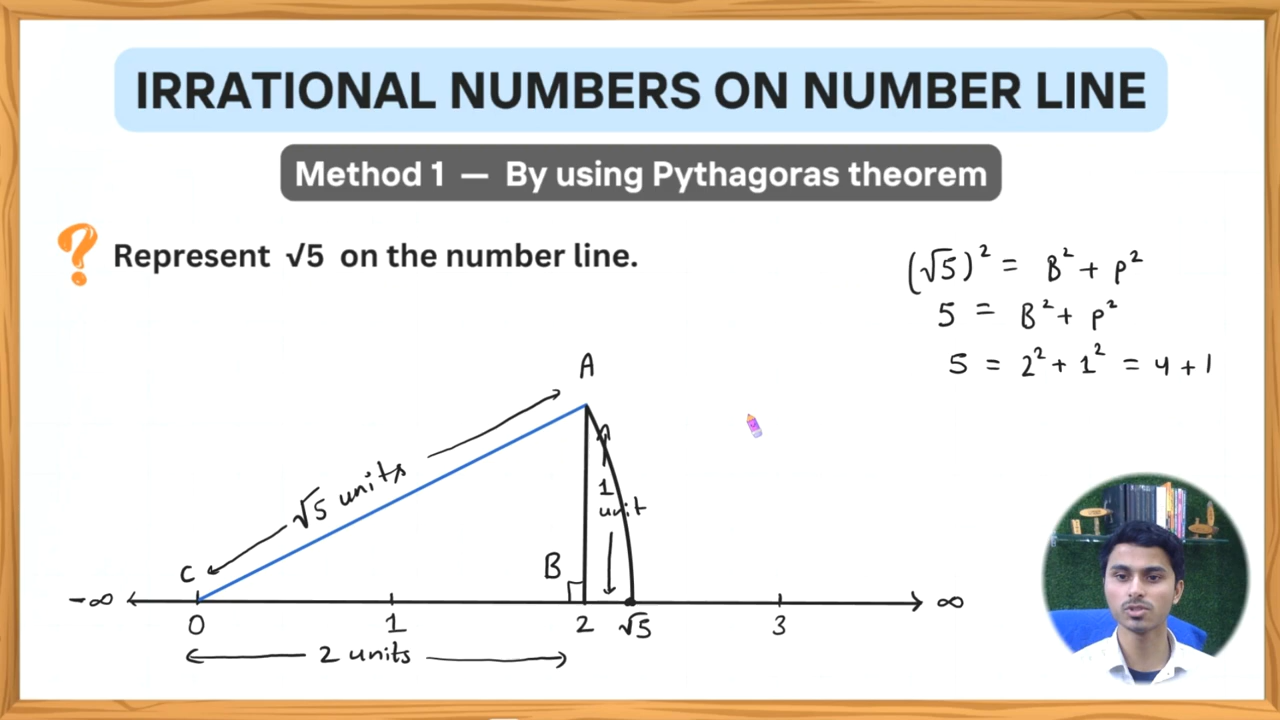 IRRATIONAL NUMBERS ON NUMBER LINE
Method 1 — By using Pythagoras theorem
? Represent √5 on the number line.
(√5)² = B² + P²
5 = B² + P²
5 = 2² + 1² = 4 + 1
A
√5 units
1
unit
C
B
-∞
∞
0
1
2
√5
3
2 units